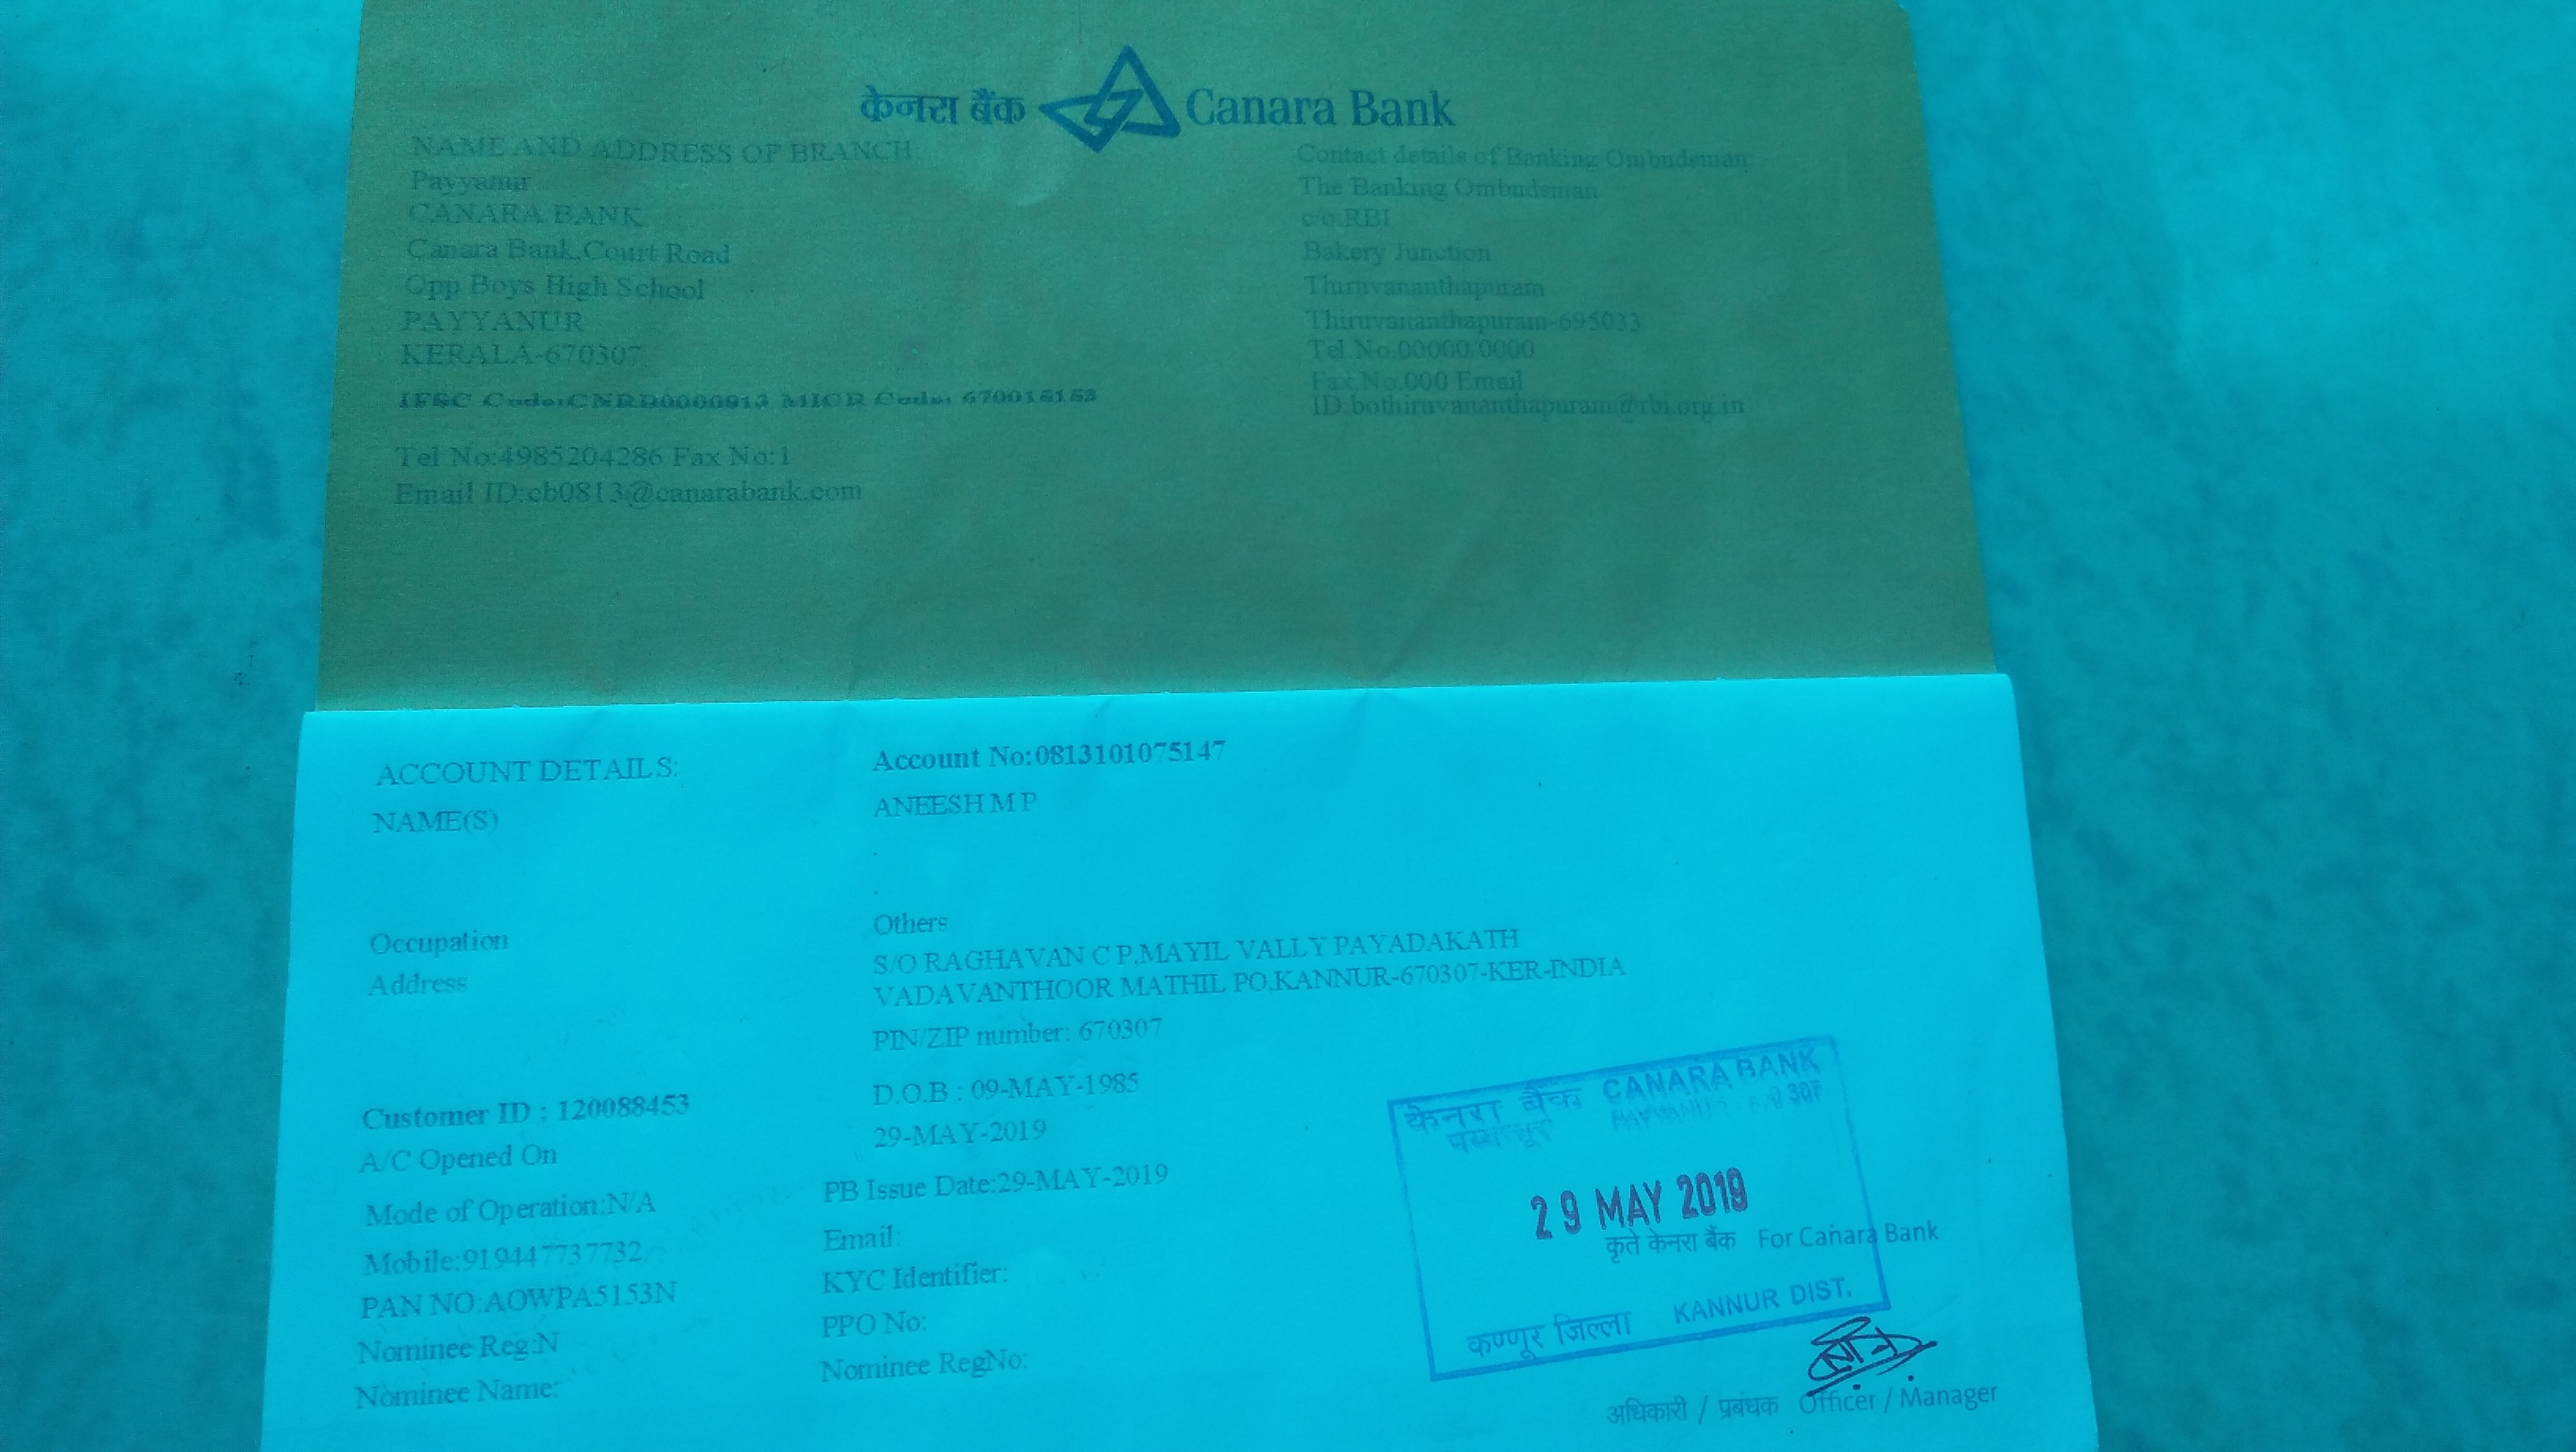 केनरा बैंक Canara Bank
NAME AND ADDRESS OF BRANCH
Payyanur
CANARA BANK
Canara Bank,Court Road
Opp Boys High School
PAYYANUR
KERALA-670307
IFSC Code:CNRB0000813 MICR Code: 670015153
Tel No:4985204286 Fax No:1
Email ID:cb0813@canarabank.com
Contact details of Banking Ombudsman
The Banking Ombudsman
c/o.RBI
Bakery Junction
Thiruvananthapuram
Thiruvananthapuram-695033
Tel.No.00000/0000
Fax.No.000 Email
ID:bothiruvananthapuram@rbi.org.in
ACCOUNT DETAILS: Account No:0813101075147
NAME(S) ANEESH M P
.
.
Occupation Others
Address S/O RAGHAVAN C P,MAYIL VALLY PAYADAKATH
VADAVANTHOOR MATHIL PO,KANNUR-670307-KER-INDIA
PIN/ZIP number: 670307
Customer ID : 120088453 D.O.B : 09-MAY-1985
A/C Opened On 29-MAY-2019
Mode of Operation:N/A PB Issue Date:29-MAY-2019
Mobile:919447737732 Email:
PAN NO:AOWPA5153N KYC Identifier:
Nominee Reg:N PPO No:
Nominee Name: Nominee RegNo:
केनरा बैंक CANARA BANK
29 MAY 2019
कृते केनरा बैंक For Canara Bank
कण्णूर जिल्ला KANNUR DIST.
अधिकारी / प्रबंधक Officer / Manager